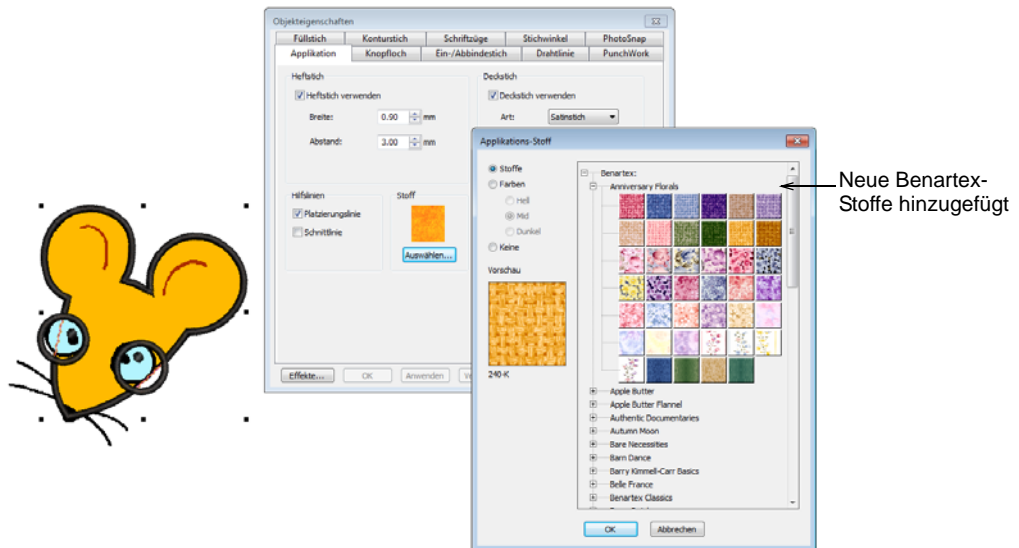 Objekteigenschaften
Füllstich Konturstich Schriftzüge Stichwinkel PhotoSnap
Applikation Knopfloch Ein-/Abbindestich Drahtlinie PunchWork
Heftstich
Heftstich verwenden
Breite: 0.90 mm
Abstand: 3.00 mm
Deckstich
Deckstich verwenden
Art: Satinstich
Hilfslinien
Platzierungslinie
Schnittlinie
Stoff
Auswählen...
Effekte... OK Anwenden
Applikations-Stoff
Stoffe
Farben
Hell
Mid
Dunkel
Keine
Vorschau
240-K
Benartex:
Anniversary Florals
Apple Butter
Apple Butter Flannel
Authentic Documentaries
Autumn Moon
Bare Necessities
Barn Dance
Barry Kimmell-Carr Basics
Belle France
Benartex Classics
OK Abbrechen
Neue Benartex-
Stoffe hinzugefügt